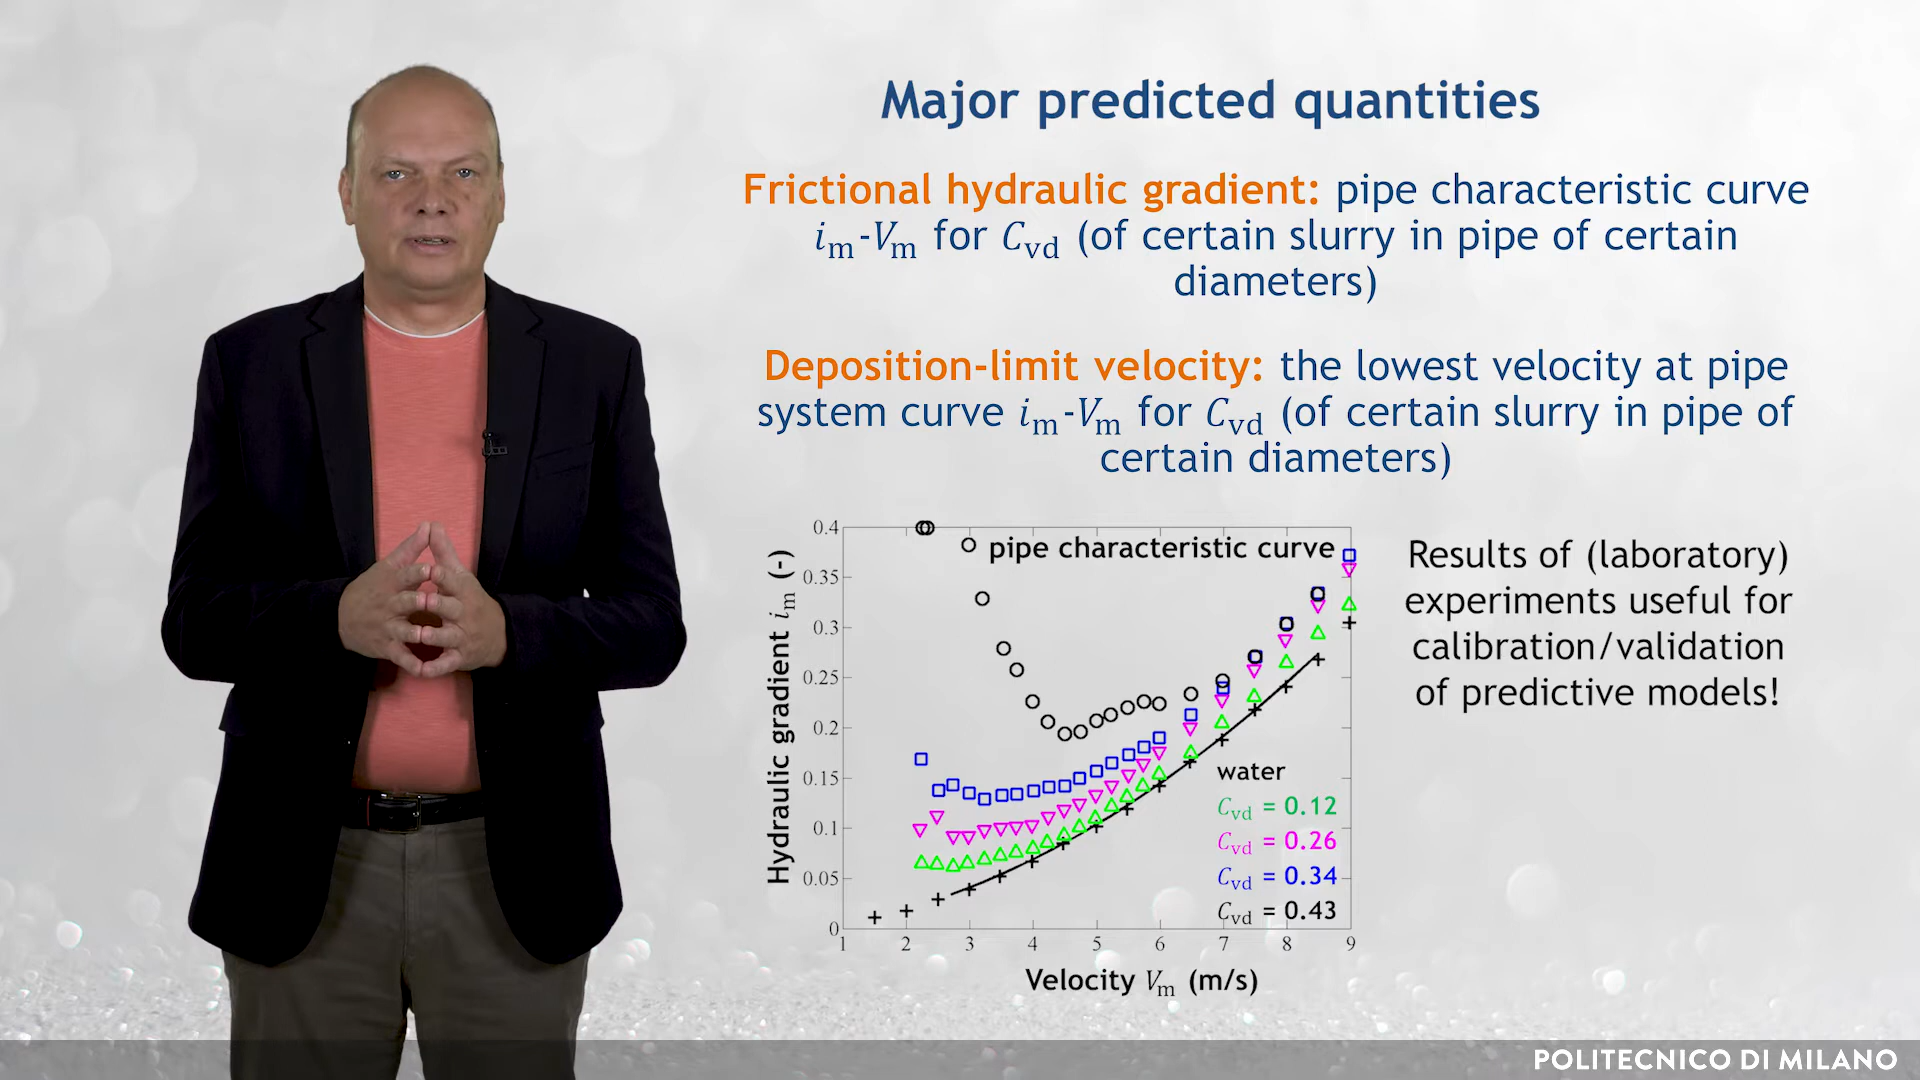 Major predicted quantities
Frictional hydraulic gradient: pipe characteristic curve
iₘ-Vₘ for Cᵥd (of certain slurry in pipe of certain
diameters)
Deposition-limit velocity: the lowest velocity at pipe
system curve iₘ-Vₘ for Cᵥd (of certain slurry in pipe of
certain diameters)
pipe characteristic curve
Hydraulic gradient iₘ (-)
0.4
0.35
0.3
0.25
0.2
0.15
0.1
0.05
0
1 2 3 4 5 6 7 8 9
Velocity Vₘ (m/s)
water
Cᵥd = 0.12
Cᵥd = 0.26
Cᵥd = 0.34
Cᵥd = 0.43
Results of (laboratory)
experiments useful for
calibration/validation
of predictive models!
POLITECNICO DI MILANO